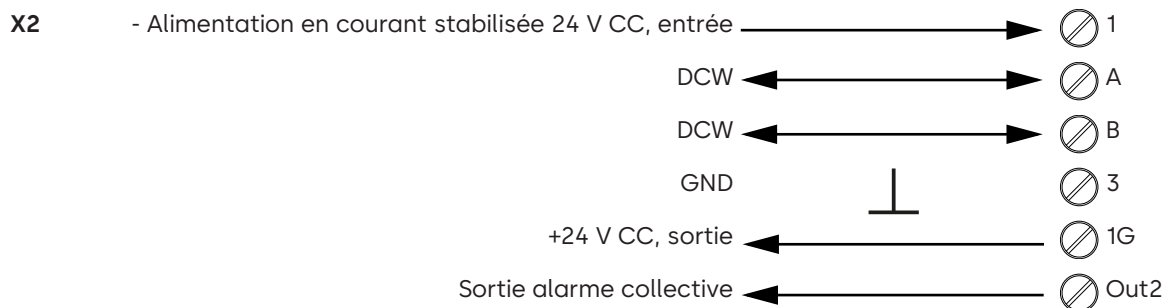 X2 - Alimentation en courant stabilisée 24 V CC, entrée 1
DCW A
DCW B
GND 3
+24 V CC, sortie 1G
Sortie alarme collective Out2